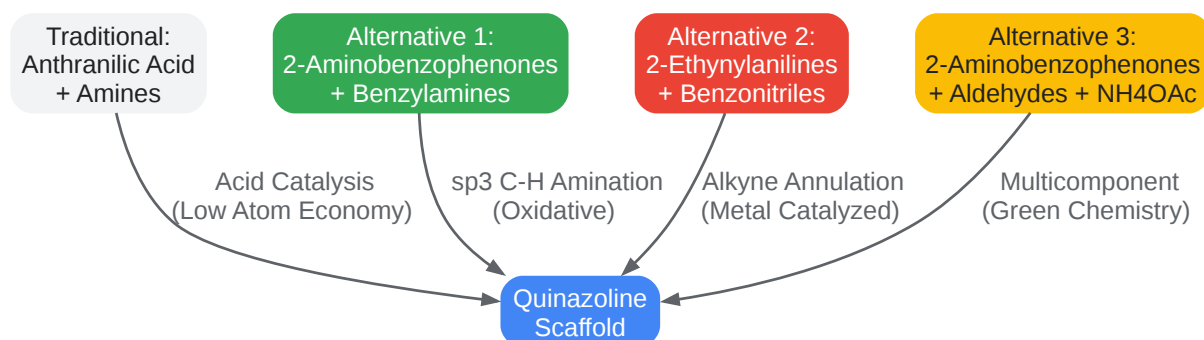 Traditional:
Anthranilic Acid
+ Amines
Alternative 1:
2-Aminobenzophenones
+ Benzylamines
Alternative 2:
2-Ethynylanilines
+ Benzonitriles
Alternative 3:
2-Aminobenzophenones
+ Aldehydes + NH4OAc
Acid Catalysis
(Low Atom Economy)
sp3 C-H Amination
(Oxidative)
Alkyne Annulation
(Metal Catalyzed)
Multicomponent
(Green Chemistry)
Quinazoline
Scaffold